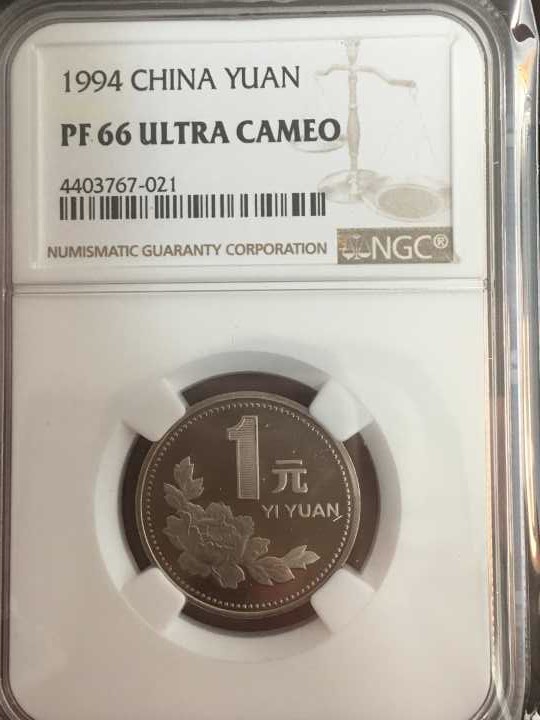 1994 CHINA YUAN
PF 66 ULTRA CAMEO
4403767-021
NUMISMATIC GUARANTY CORPORATION
NGC®
1元
YI YUAN